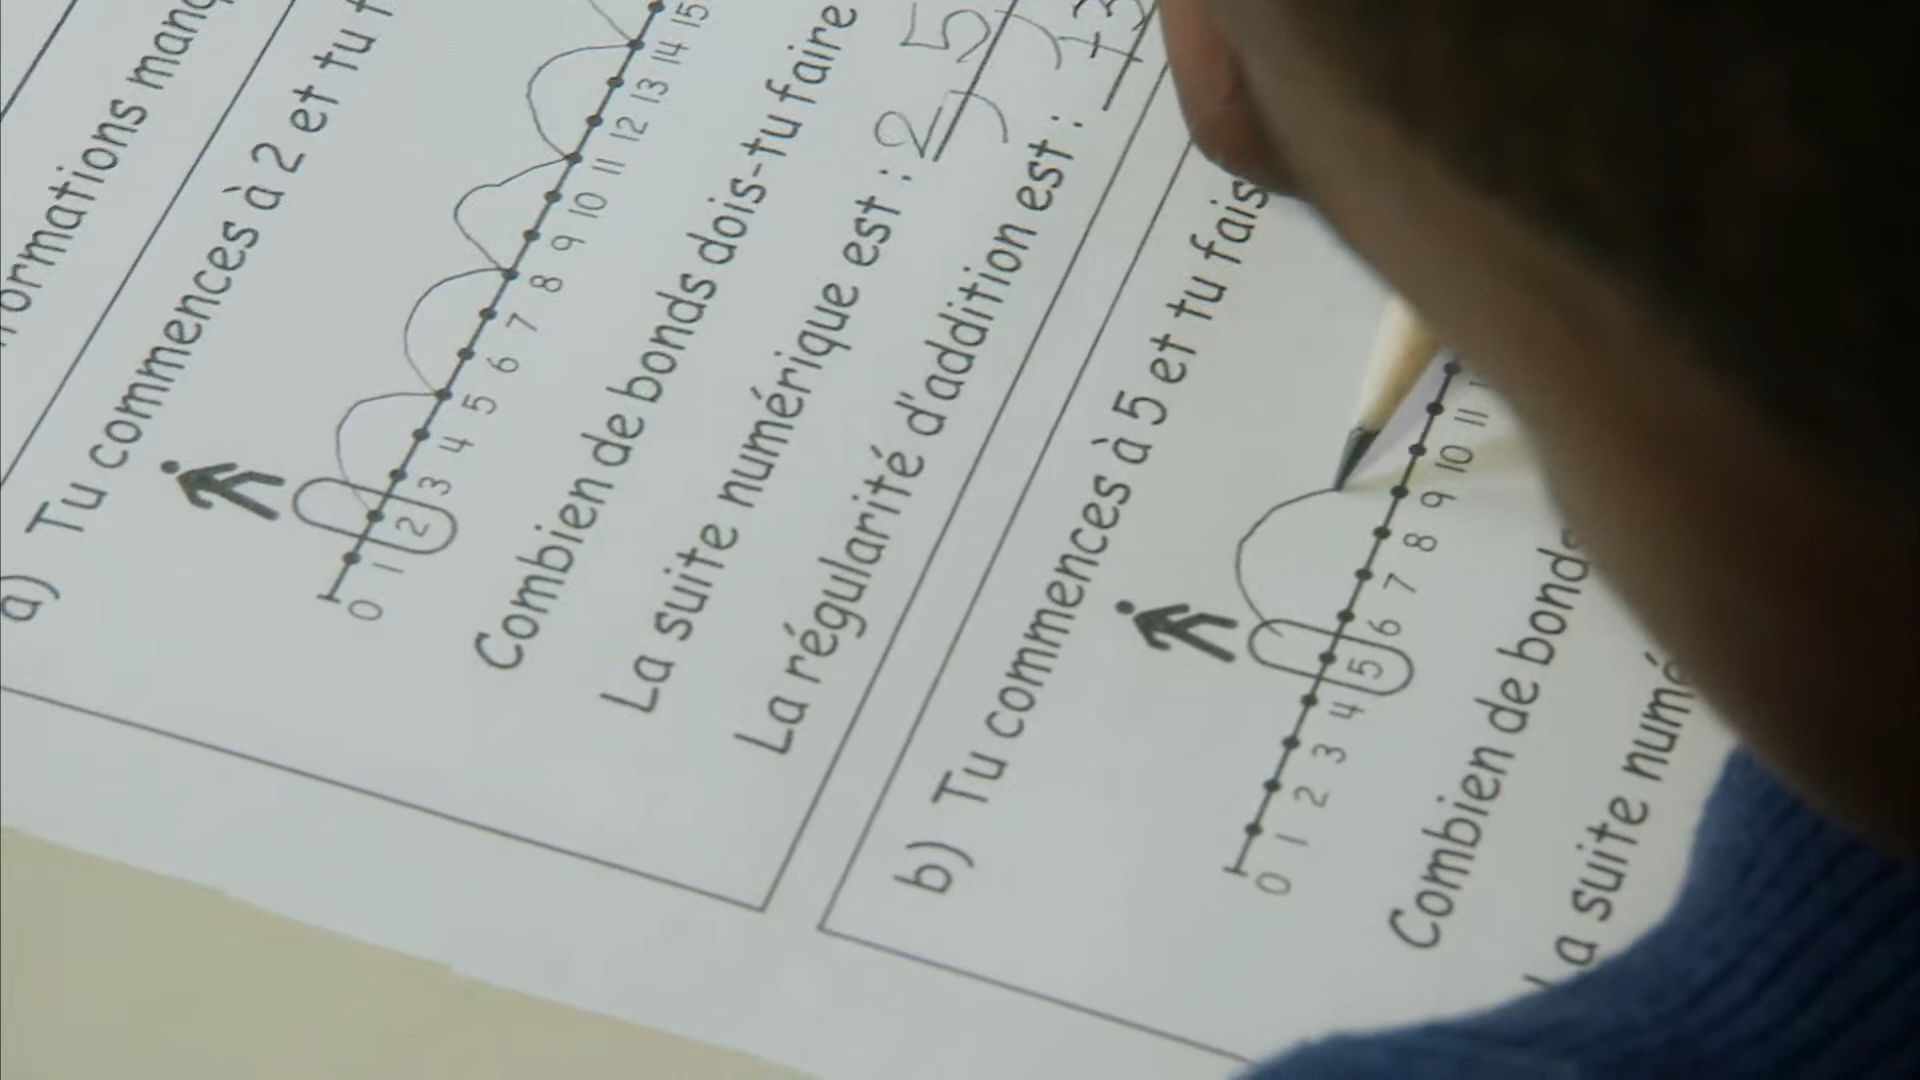 ormations manq
a) Tu commences à 2 et tu f
0 1 2 3 4 5 6 7 8 9 10 11 12 13 14 15
Combien de bonds dois-tu faire
La suite numérique est : 2, 5,
La régularité d'addition est : +3
b) Tu commences à 5 et tu fais
0 1 2 3 4 5 6 7 8 9 10 11 1
Combien de bonds
La suite numé